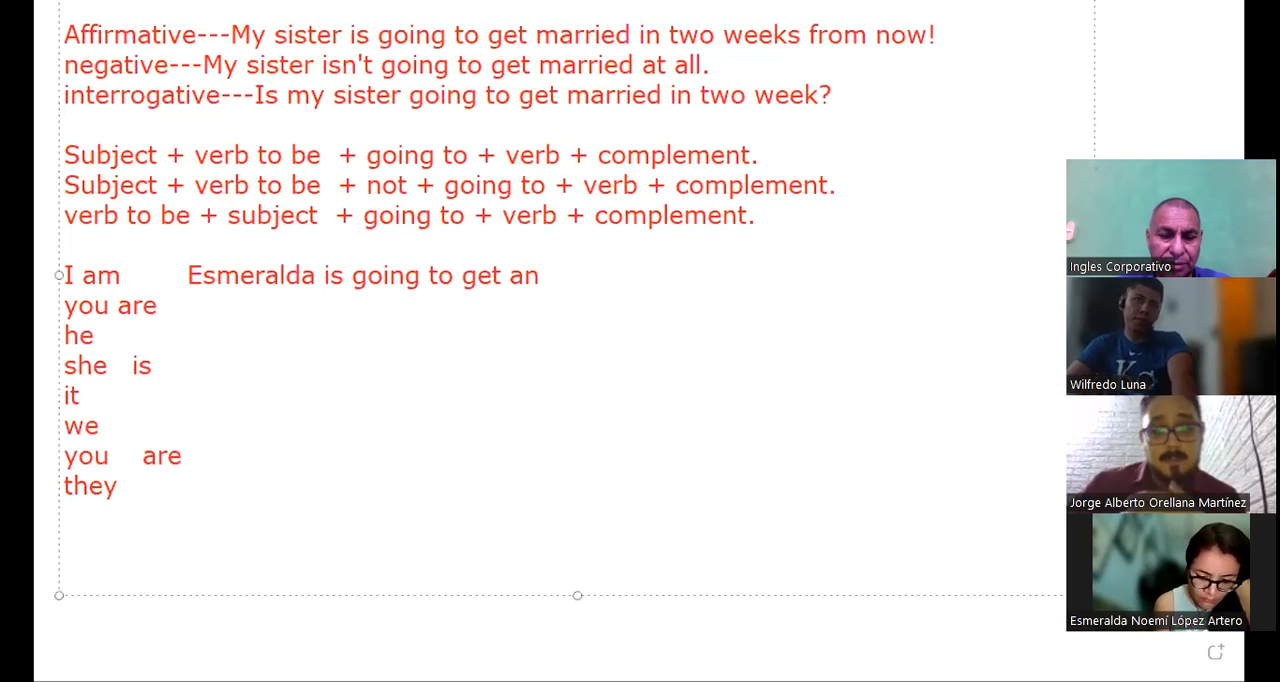 Affirmative---My sister is going to get married in two weeks from now!
negative---My sister isn't going to get married at all.
interrogative---Is my sister going to get married in two week?
Subject + verb to be + going to + verb + complement.
Subject + verb to be + not + going to + verb + complement.
verb to be + subject + going to + verb + complement.
I am Esmeralda is going to get an
you are
he
she is
it
we
you are
they
Ingles Corporativo
Wilfredo Luna
Jorge Alberto Orellana Martínez
Esmeralda Noemí López Artero